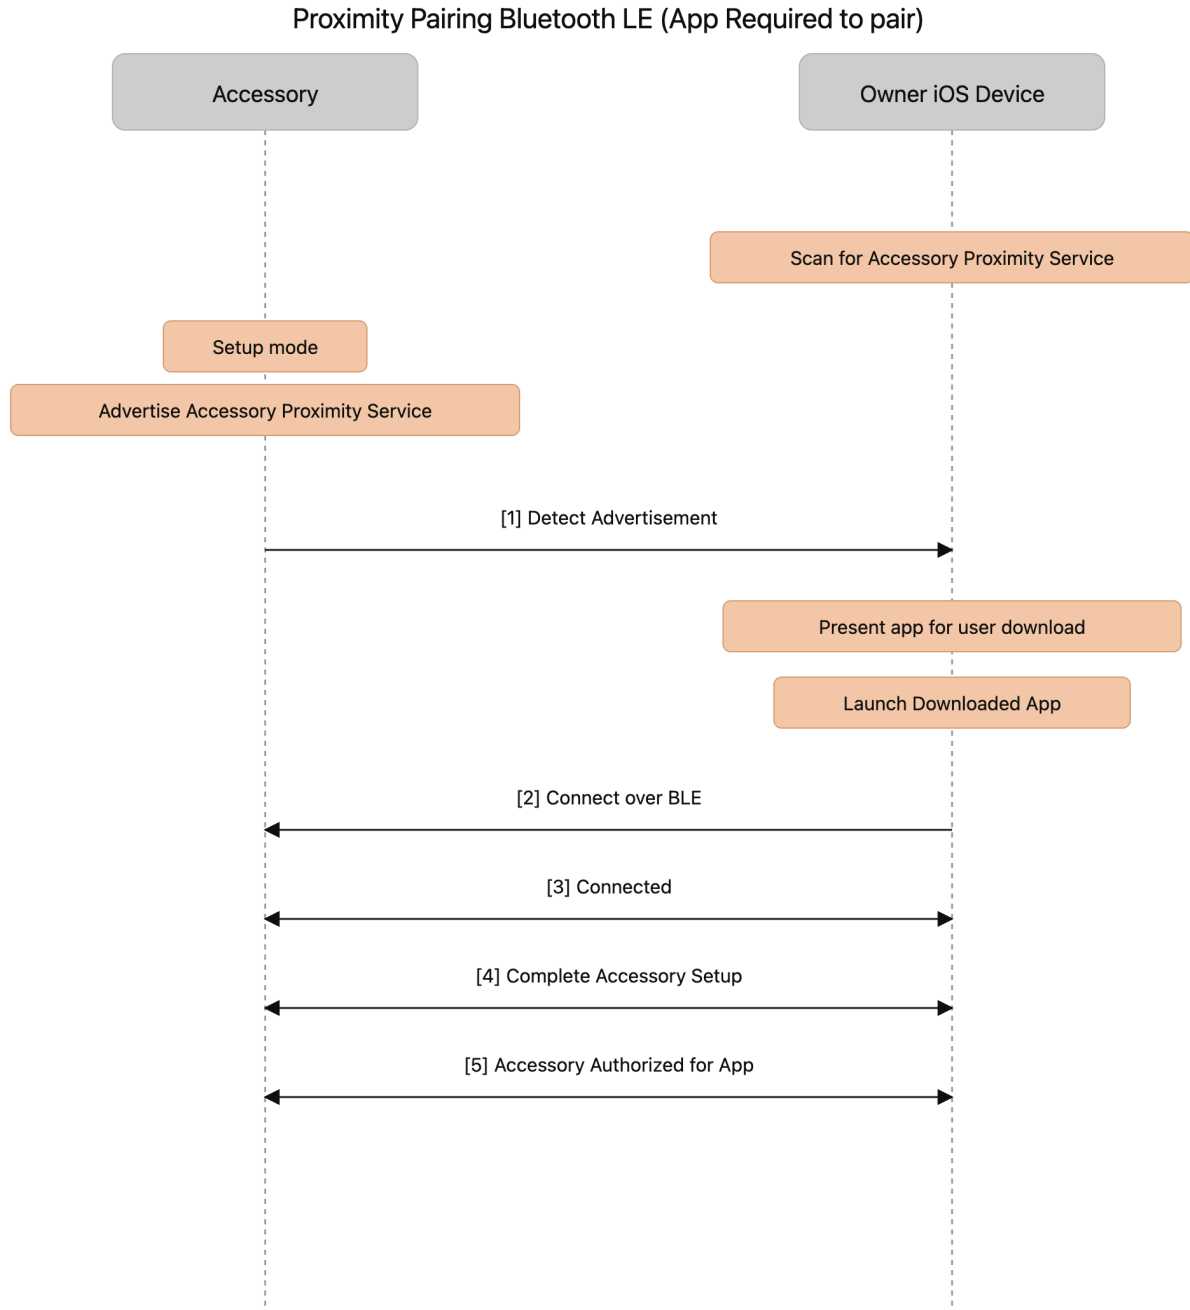 Proximity Pairing Bluetooth LE (App Required to pair)
Accessory
Owner iOS Device
Scan for Accessory Proximity Service
Setup mode
Advertise Accessory Proximity Service
[1] Detect Advertisement
Present app for user download
Launch Downloaded App
[2] Connect over BLE
[3] Connected
[4] Complete Accessory Setup
[5] Accessory Authorized for App